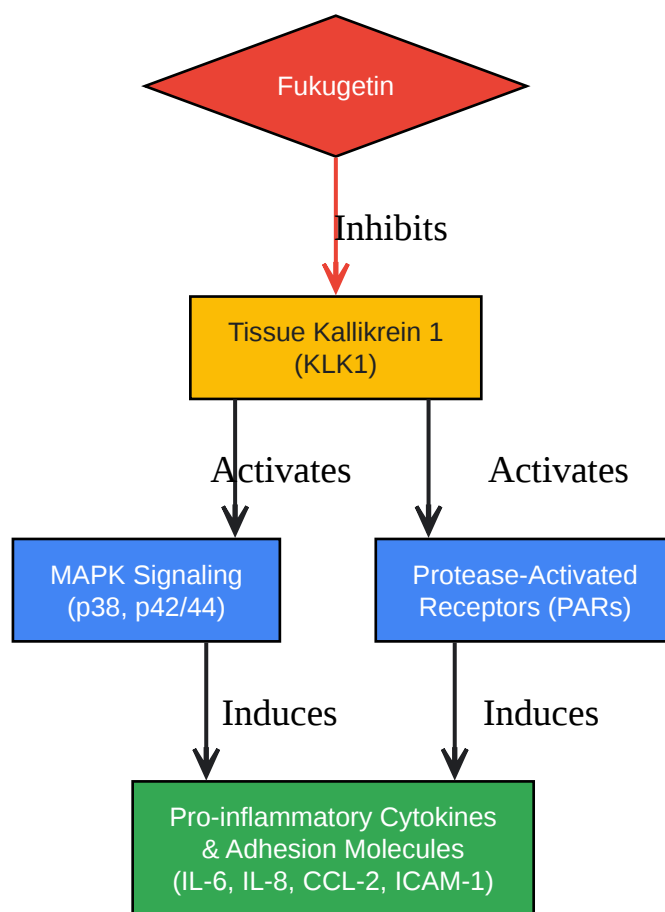 Fukugetin
Inhibits
Tissue Kallikrein 1
(KLK1)
Activates
Activates
MAPK Signaling
(p38, p42/44)
Protease-Activated
Receptors (PARs)
Induces
Induces
Pro-inflammatory Cytokines
& Adhesion Molecules
(IL-6, IL-8, CCL-2, ICAM-1)